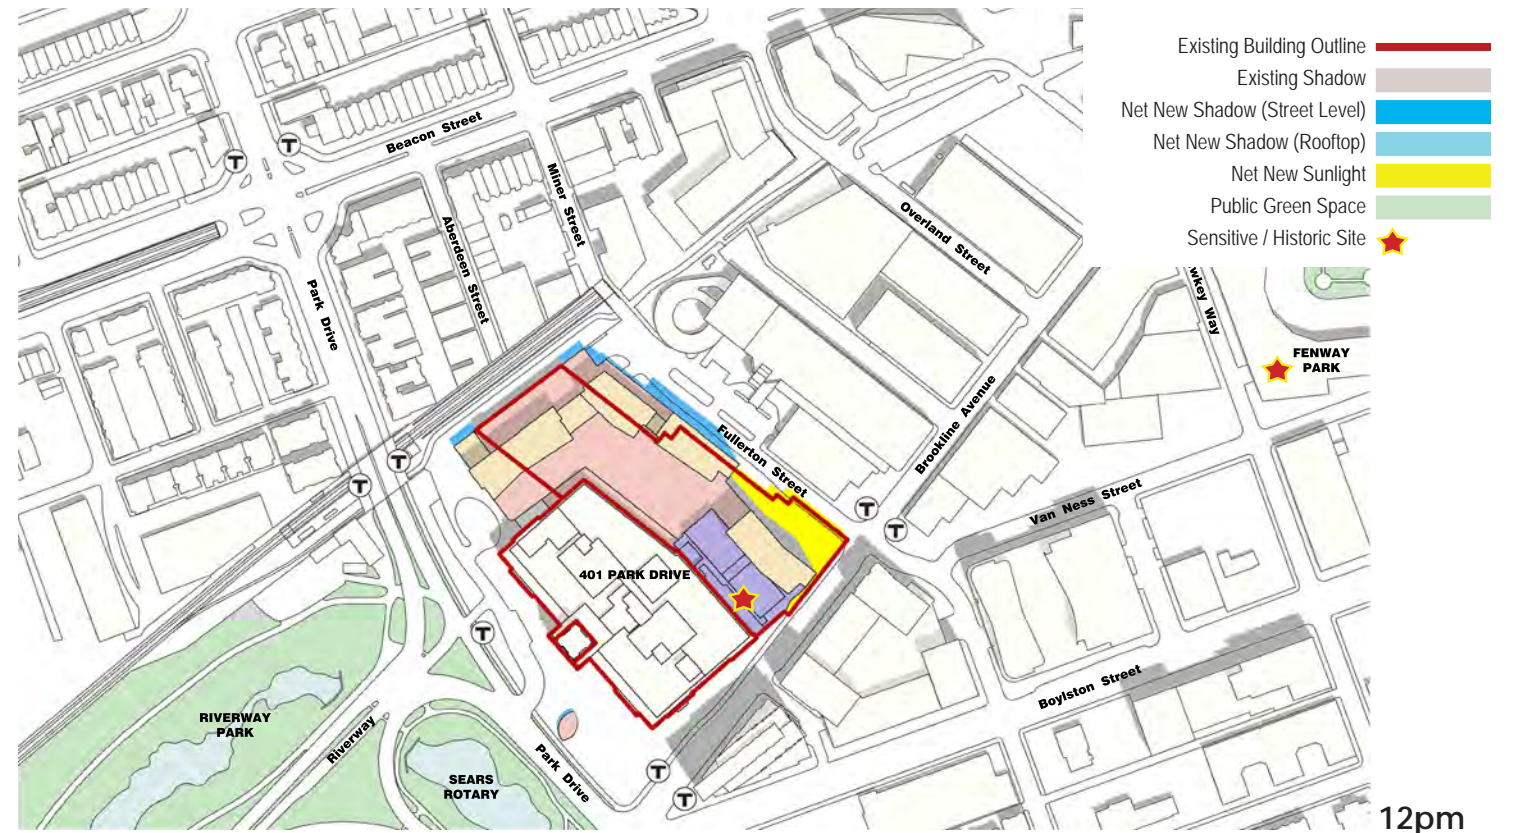 Existing Building Outline
Existing Shadow
Net New Shadow (Street Level)
Net New Shadow (Rooftop)
Net New Sunlight
Public Green Space
Sensitive / Historic Site
Beacon Street
T
T
Miner Street
Aberdeen Street
Overland Street
Park Drive
wkey Way
FENWAY
PARK
Brookline Avenue
Fullerton Street
T
T
Van Ness Street
T
T
401 PARK DRIVE
T
Boylston Street
RIVERWAY
PARK
Riverway
Park Drive
SEARS
ROTARY
T
T
12pm